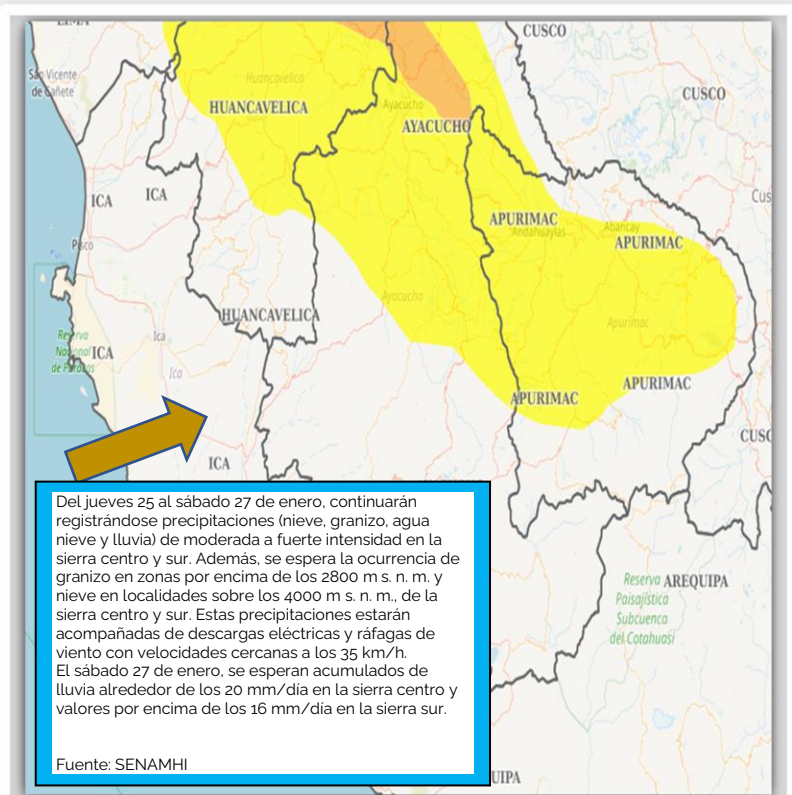 LIMA
CUSCO
San Vicente
de Cañete
Huancavelica
CUSCO
HUANCAVELICA
Ayacucho
AYACUCHO
Cus
ICA
ICA
APURIMAC
Andahuaylas
Abancay
APURIMAC
Pisco
Ayacucho
HUANCAVELICA
Apurímac
Reserva
Nacional
de Paracas
ICA
Ica
Ica
APURIMAC
APURIMAC
CUSC
ICA
Del jueves 25 al sábado 27 de enero, continuarán
registrándose precipitaciones (nieve, granizo, agua
nieve y lluvia) de moderada a fuerte intensidad en la
sierra centro y sur. Además, se espera la ocurrencia de
granizo en zonas por encima de los 2800 m s. n. m. y
nieve en localidades sobre los 4000 m s. n. m., de la
sierra centro y sur. Estas precipitaciones estarán
acompañadas de descargas eléctricas y ráfagas de
viento con velocidades cercanas a los 35 km/h.
El sábado 27 de enero, se esperan acumulados de
lluvia alrededor de los 20 mm/día en la sierra centro y
valores por encima de los 16 mm/día en la sierra sur.
Fuente: SENAMHI
Reserva
Paisajística
Subcuenca
del Cotahuasi
AREQUIPA
UIPA